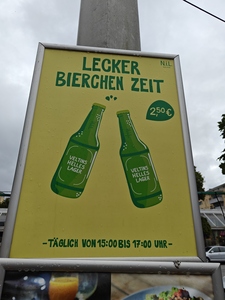 NIL
LECKER
BIERCHEN ZEIT
2,50€
VELTINS
HELLES
LAGER
VELTINS
HELLES
LAGER
-TÄGLICH VON 15:00 BIS 17:00 UHR-